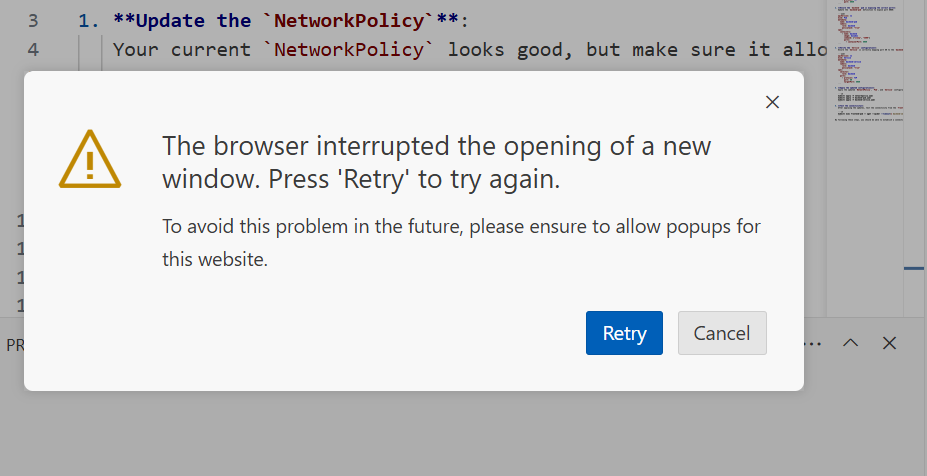 3 1. **Update the `NetworkPolicy`**:
4 Your current `NetworkPolicy` looks good, but make sure it allo
The browser interrupted the opening of a new
window. Press 'Retry' to try again.
To avoid this problem in the future, please ensure to allow popups for
this website.
Retry Cancel
1
1
1
1
PR